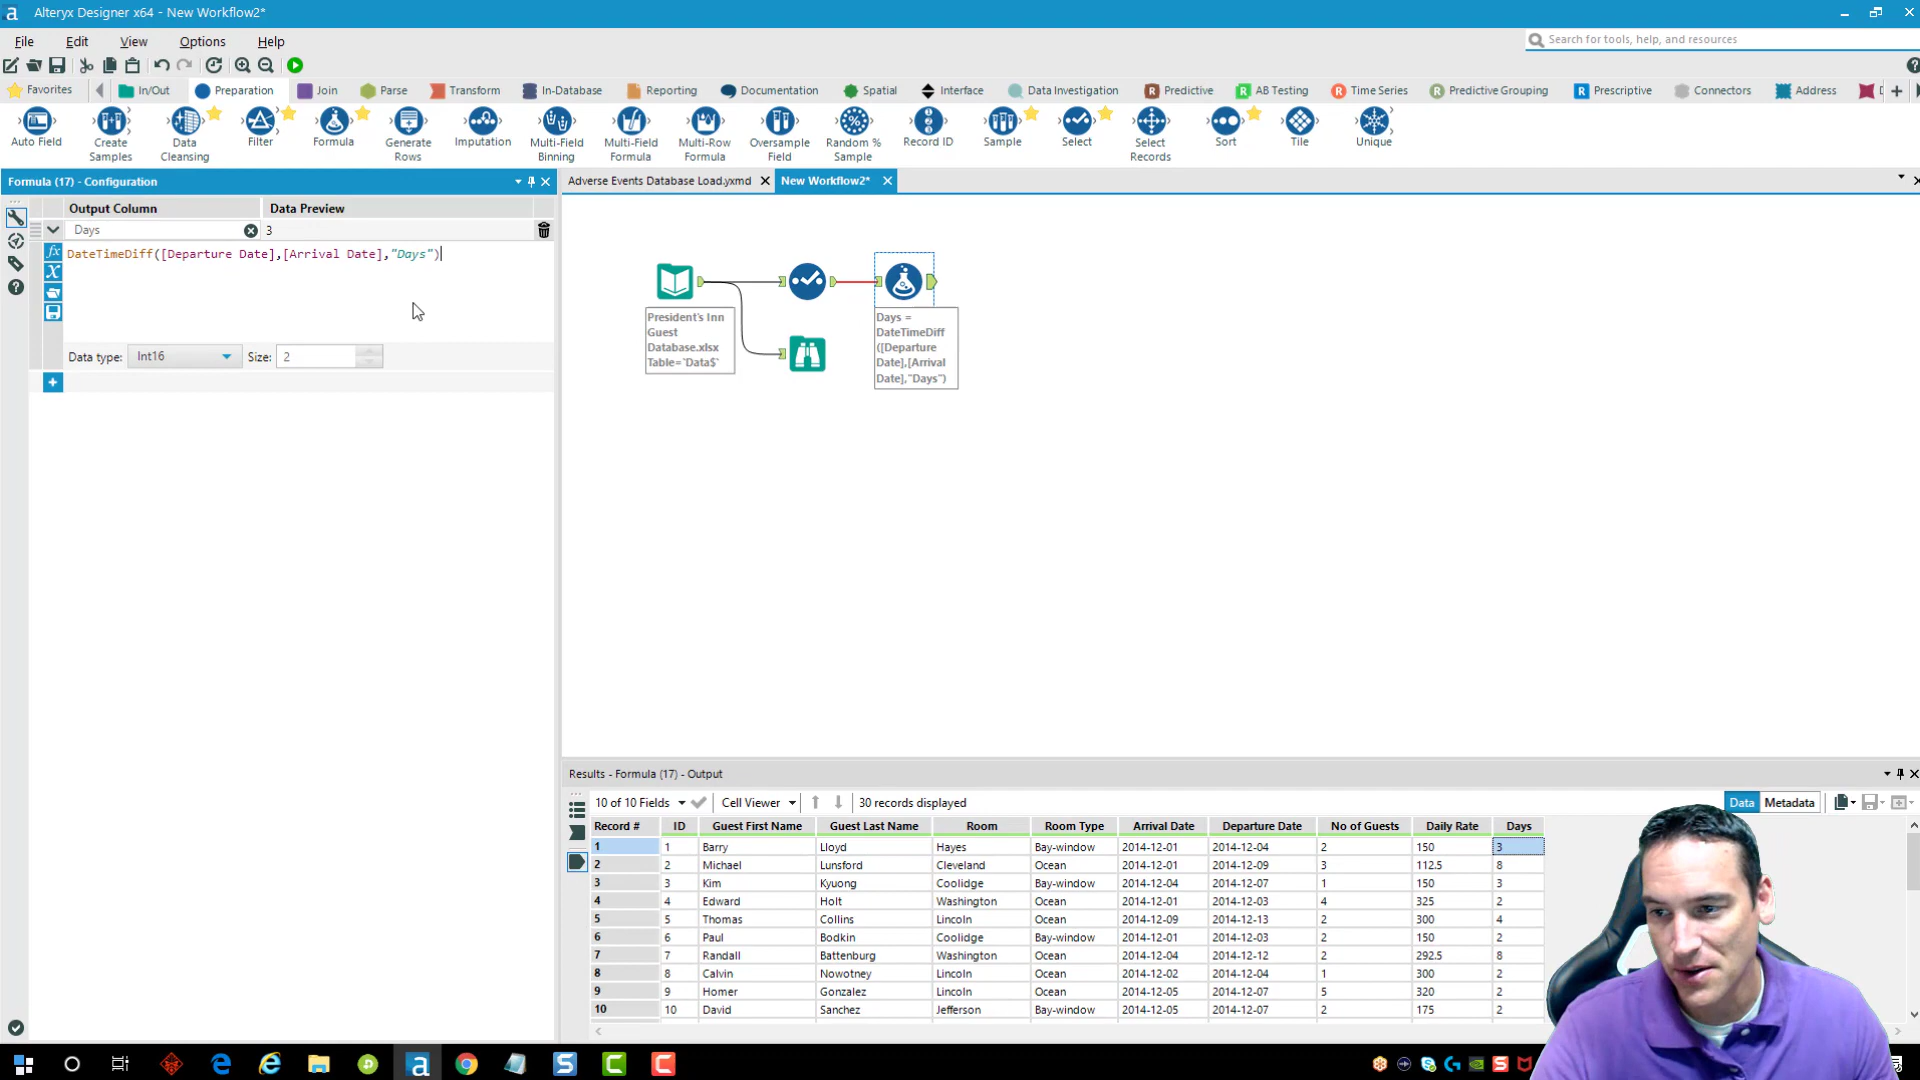 Alteryx Designer x64 - New Workflow2*
File Edit View Options Help
Search for tools, help, and resources
Favorites In/Out Preparation Join Parse Transform In-Database Reporting Documentation Spatial Interface Data Investigation Predictive AB Testing Time Series Predictive Grouping Prescriptive Connectors Address
Auto Field Create Samples Data Cleansing Filter Formula Generate Rows Imputation Multi-Field Binning Multi-Field Formula Multi-Row Formula Oversample Field Random % Sample Record ID Sample Select Select Records Sort Tile Unique
Formula (17) - Configuration
Adverse Events Database Load.yxmd New Workflow2*
Output Column Data Preview
Days 3
DateTimeDiff([Departure Date],[Arrival Date],"Days")
Data type: Int16 Size: 2
President's Inn
Guest
Database.xlsx
Table=`Data$`
Days =
DateTimeDiff
([Departure
Date],[Arrival
Date],"Days")
Results - Formula (17) - Output
10 of 10 Fields Cell Viewer 30 records displayed Data Metadata
Record # ID Guest First Name Guest Last Name Room Room Type Arrival Date Departure Date No of Guests Daily Rate Days
1 1 Barry Lloyd Hayes Bay-window 2014-12-01 2014-12-04 2 150 3
2 2 Michael Lunsford Cleveland Ocean 2014-12-01 2014-12-09 3 112.5 8
3 3 Kim Kyuong Coolidge Bay-window 2014-12-04 2014-12-07 1 150 3
4 4 Edward Holt Washington Ocean 2014-12-01 2014-12-03 4 325 2
5 5 Thomas Collins Lincoln Ocean 2014-12-09 2014-12-13 2 300 4
6 6 Paul Bodkin Coolidge Bay-window 2014-12-01 2014-12-03 2 150 2
7 7 Randall Battenburg Washington Ocean 2014-12-04 2014-12-12 2 292.5 8
8 8 Calvin Nowotney Lincoln Ocean 2014-12-02 2014-12-04 1 300 2
9 9 Homer Gonzalez Lincoln Ocean 2014-12-05 2014-12-07 5 320 2
10 10 David Sanchez Jefferson Bay-window 2014-12-05 2014-12-07 2 175 2